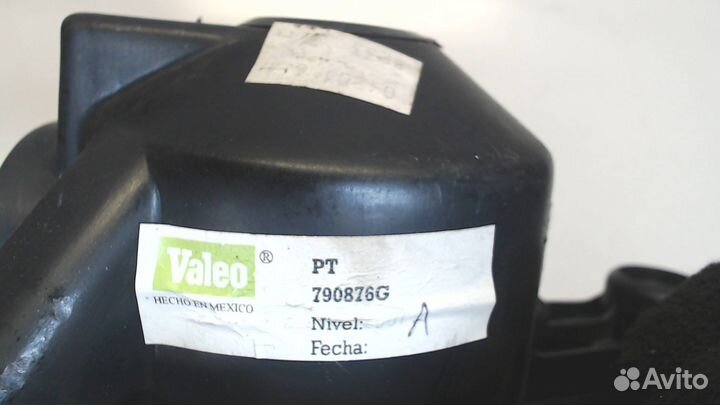 Valeo®
HECHO EN MEXICO
PT
790876G
Nivel: A
Fecha:
Avito